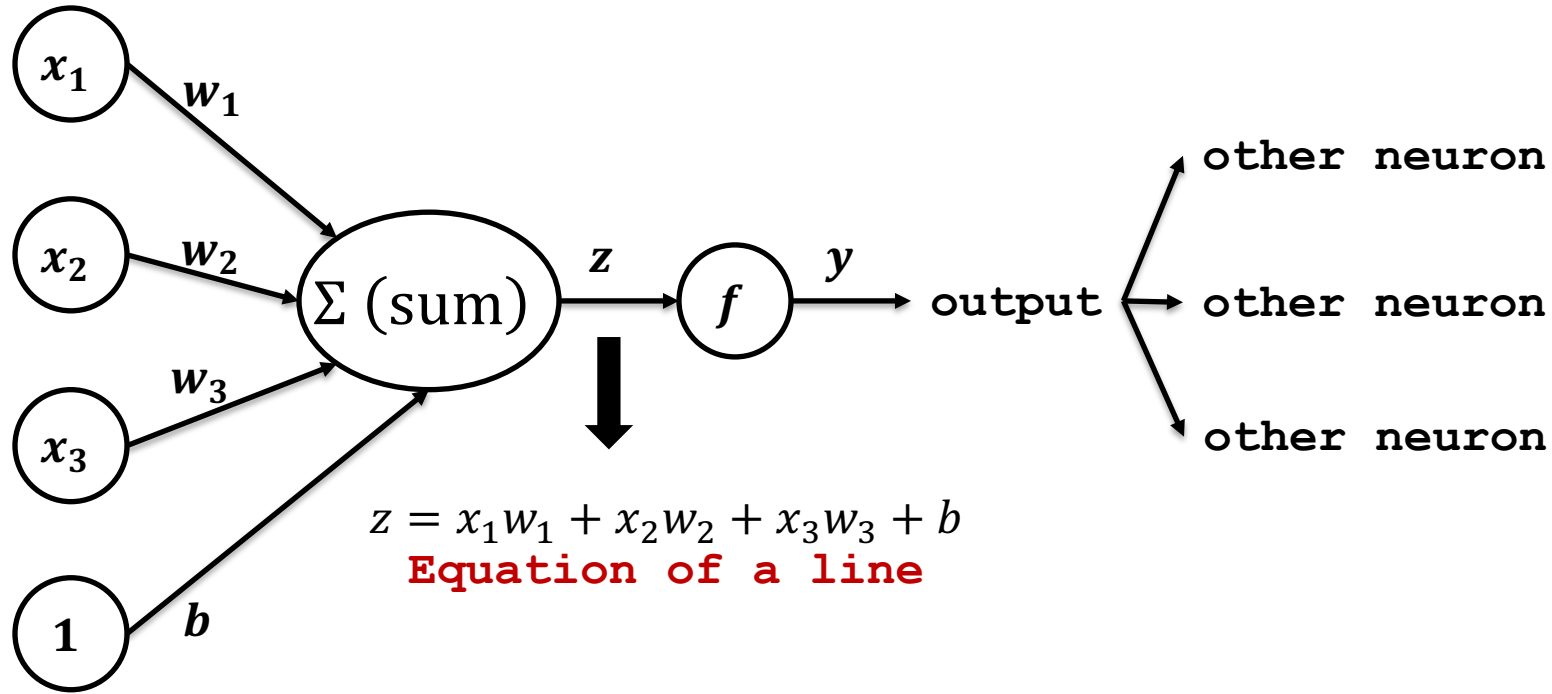 x₁
w₁
x₂
w₂
x₃
w₃
1
b
Σ (sum)
z
f
y
output
other neuron
other neuron
other neuron
z = x₁w₁ + x₂w₂ + x₃w₃ + b
Equation of a line